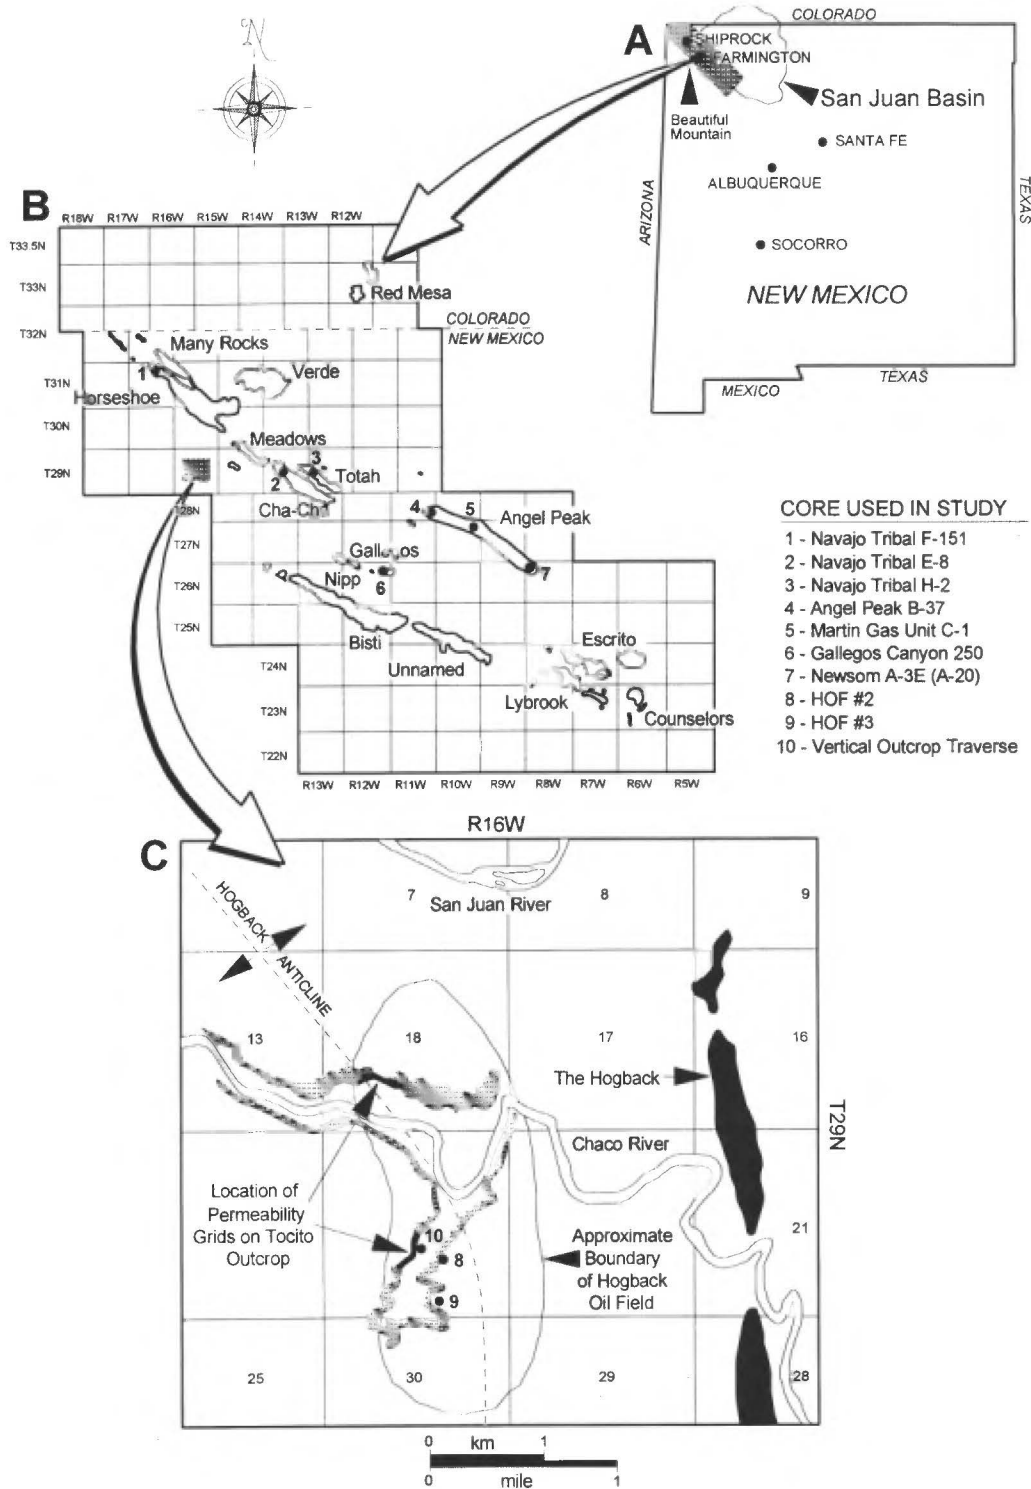 N
A
COLORADO
SHIPROCK
FARMINGTON
San Juan Basin
Beautiful
Mountain
SANTA FE
ALBUQUERQUE
ARIZONA
TEXAS
SOCORRO
NEW MEXICO
MEXICO
TEXAS
B
R18W R17W R16W R15W R14W R13W R12W
T33.5N
T33N
Red Mesa
COLORADO
NEW MEXICO
T32N
Many Rocks
1
Verde
T31N
Horseshoe
T30N
Meadows
3
T29N
2
Totah
Cha-Cha
T28N
4
5
Angel Peak
T27N
Gallegos
Nipp
6
7
T26N
T25N
Bisti
Escrito
T24N
Unnamed
Lybrook
T23N
Counselors
T22N
R13W R12W R11W R10W R9W R8W R7W R6W R5W
CORE USED IN STUDY
1 - Navajo Tribal F-151
2 - Navajo Tribal E-8
3 - Navajo Tribal H-2
4 - Angel Peak B-37
5 - Martin Gas Unit C-1
6 - Gallegos Canyon 250
7 - Newsom A-3E (A-20)
8 - HOF #2
9 - HOF #3
10 - Vertical Outcrop Traverse
C
R16W
7
8
9
San Juan River
HOGBACK ANTICLINE
13
18
17
16
The Hogback
T29N
Chaco River
Location of
Permeability
Grids on Tocito
Outcrop
10
8
9
Approximate
Boundary
of Hogback
Oil Field
21
25
30
29
28
0 km 1
0 mile 1